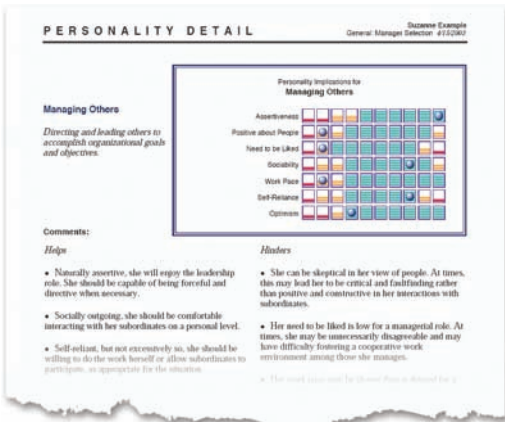 PERSONALITY DETAIL
Suzanne Example
General: Manager Selection 4/15/2003
Personality Implications for
Managing Others
Managing Others
Directing and leading others to
accomplish organizational goals
and objectives.
Assertiveness
Positive about People
Need to be Liked
Sociability
Work Pace
Self-Reliance
Optimism
Comments:
Helps
• Naturally assertive, she will enjoy the leadership
role. She should be capable of being forceful and
directive when necessary.
• Socially outgoing, she should be comfortable
interacting with her subordinates on a personal level.
• Self-reliant, but not excessively so, she should be
willing to do the work herself or allow subordinates to
participate, as appropriate for the situation.
Hinders
• She can be skeptical in her view of people. At times,
this may lead her to be critical and faultfinding rather
than positive and constructive in her interactions with
subordinates.
• Her need to be liked is low for a managerial role. At
times, she may be unnecessarily disagreeable and may
have difficulty fostering a cooperative work
environment among those she manages.